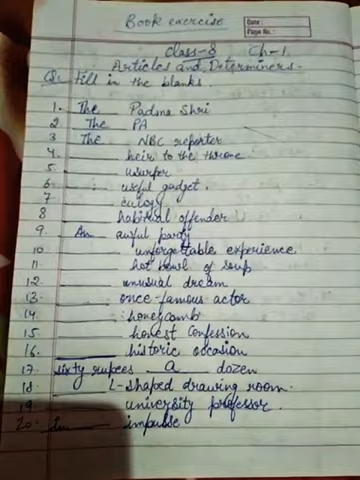 Book exercise
Date:
Page No.:
Class-8 Ch-1.
Articles and Determiners.
Q1. Fill in the blanks.
1. The Padma Shri
2 The PA
3 The NBC reporter
4. heir to the throne
5. usurper
6. useful gadget.
7. eulogy
8 habitual offender
9. An awful party
10. unforgettable experience.
11. hot bowl of soup
12. unusual dream
13. once-famous actor
14. honeycomb
15. honest confession
16. historic occasion
17. sixty rupees a dozen
18. L-shaped drawing room.
19. university professor.
20. impulse